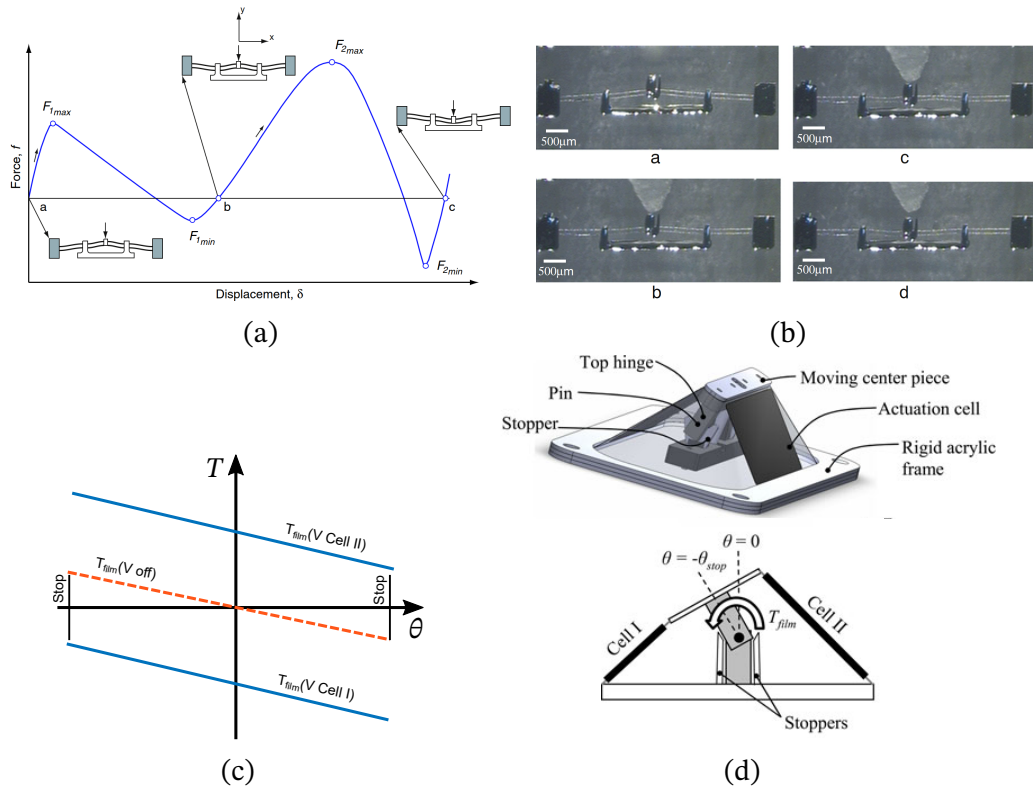 y
x
F1max
F2max
F1min
F2min
a
b
c
Force, f
Displacement, δ
(a)
500μm
a
500μm
c
500μm
b
500μm
d
(b)
T
Tfilm(V Cell II)
Tfilm(V off)
Stop
Stop
θ
Tfilm(V Cell I)
(c)
Top hinge
Moving center piece
Pin
Actuation cell
Stopper
Rigid acrylic
frame
θ = 0
θ = -θstop
Tfilm
Cell I
Cell II
Stoppers
(d)